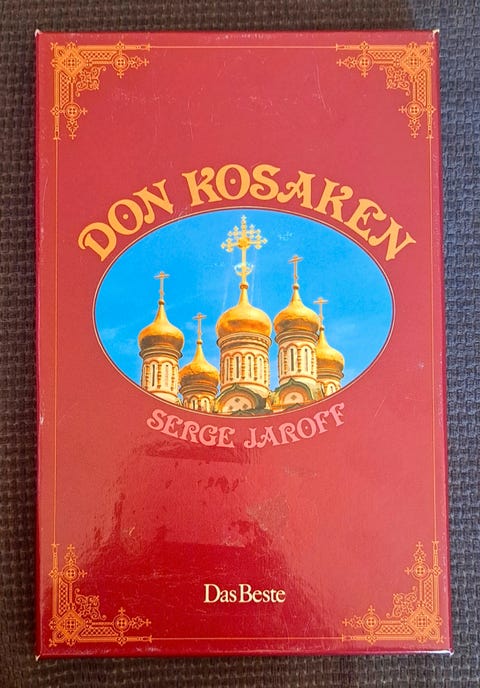 DON KOSAKEN
SERGE JAROFF
Das Beste